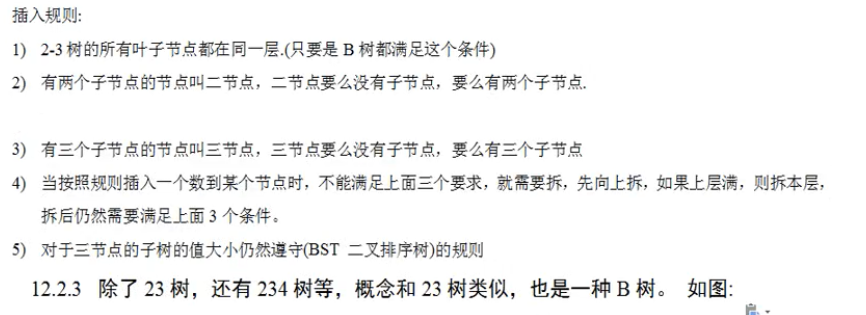 插入规则:
1) 2-3 树的所有叶子节点都在同一层.(只要是 B 树都满足这个条件)
2) 有两个子节点的节点叫二节点，二节点要么没有子节点，要么有两个子节点.
3) 有三个子节点的节点叫三节点，三节点要么没有子节点，要么有三个子节点
4) 当按照规则插入一个数到某个节点时，不能满足上面三个要求，就需要拆，先向上拆，如果上层满，则拆本层，
拆后仍然需要满足上面 3 个条件。
5) 对于三节点的子树的值大小仍然遵守(BST 二叉排序树)的规则
12.2.3 除了 23 树，还有 234 树等，概念和 23 树类似，也是一种 B 树。 如图: